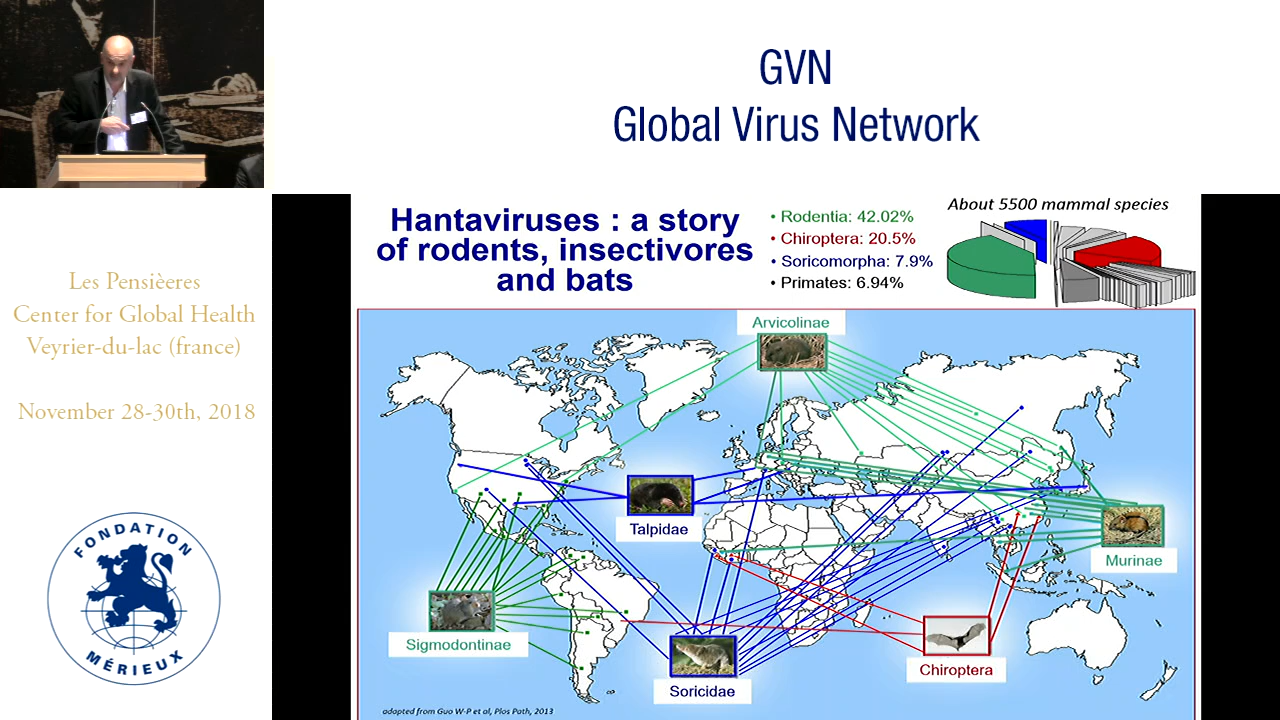 GVN
Global Virus Network
Les Pensièeres
Center for Global Health
Veyrier-du-lac (france)
November 28-30th, 2018
FONDATION
MÉRIEUX
Hantaviruses : a story
of rodents, insectivores
and bats
• Rodentia: 42.02%
• Chiroptera: 20.5%
• Soricomorpha: 7.9%
• Primates: 6.94%
About 5500 mammal species
Arvicolinae
Talpidae
Murinae
Sigmodontinae
Soricidae
Chiroptera
adapted from Guo W-P et al, Plos Path, 2013